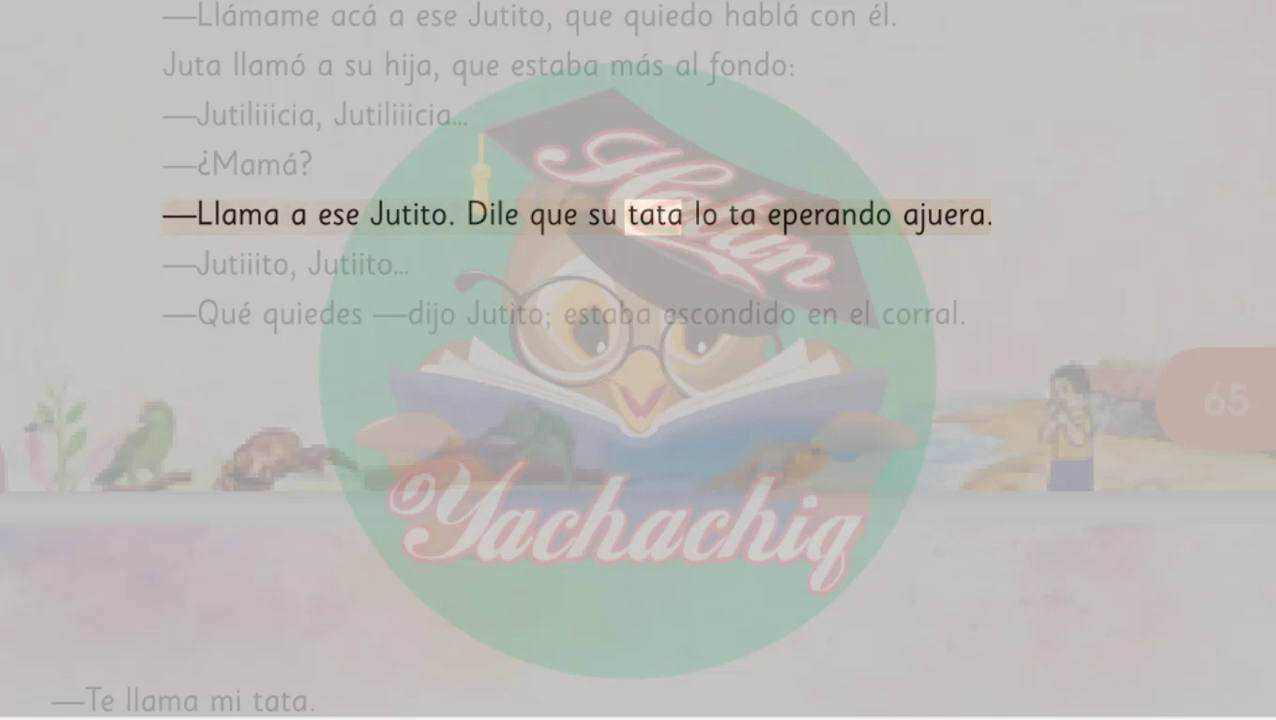 —Llámame acá a ese Jutito, que quiedo hablá con él.
Juta llamó a su hija, que estaba más al fondo:
—Jutiliiicia, Jutiliiicia...
—¿Mamá?
—Llama a ese Jutito. Dile que su tata lo ta eperando ajuera.
—Jutiiito, Jutiito...
—Qué quiedes —dijo Jutito; estaba escondido en el corral.
65
Hatun
Yachachiq
—Te llama mi tata.